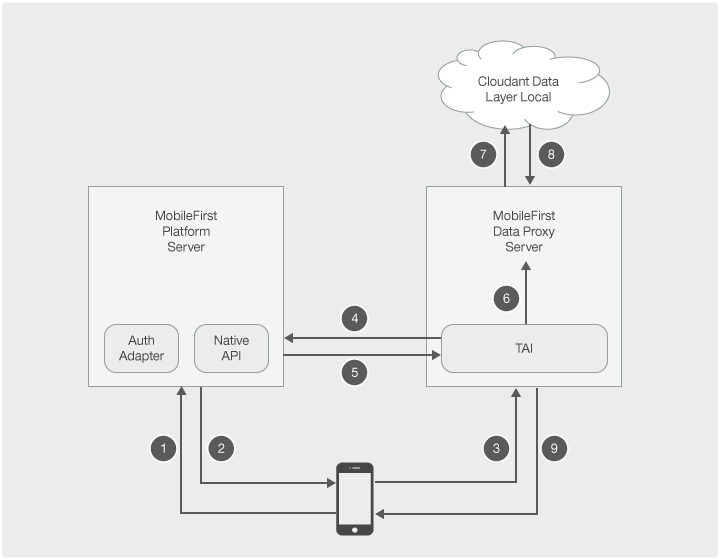 Cloudant Data
Layer Local
7
8
MobileFirst
Platform
Server
MobileFirst
Data Proxy
Server
6
4
Auth
Adapter
Native
API
TAI
5
1
2
3
9